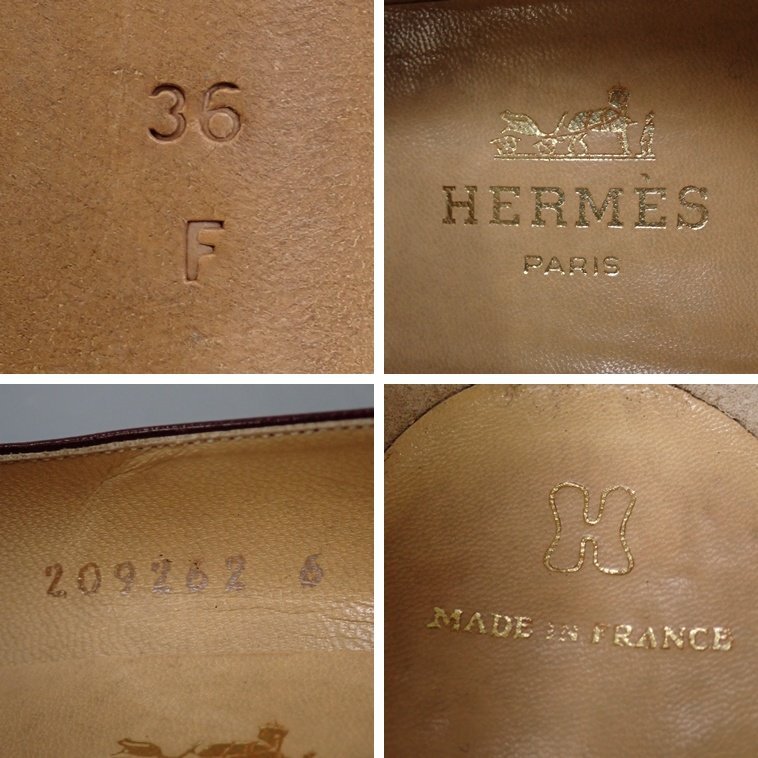 36
F
HERMÈS
PARIS
209262 6
H
MADE IN FRANCE